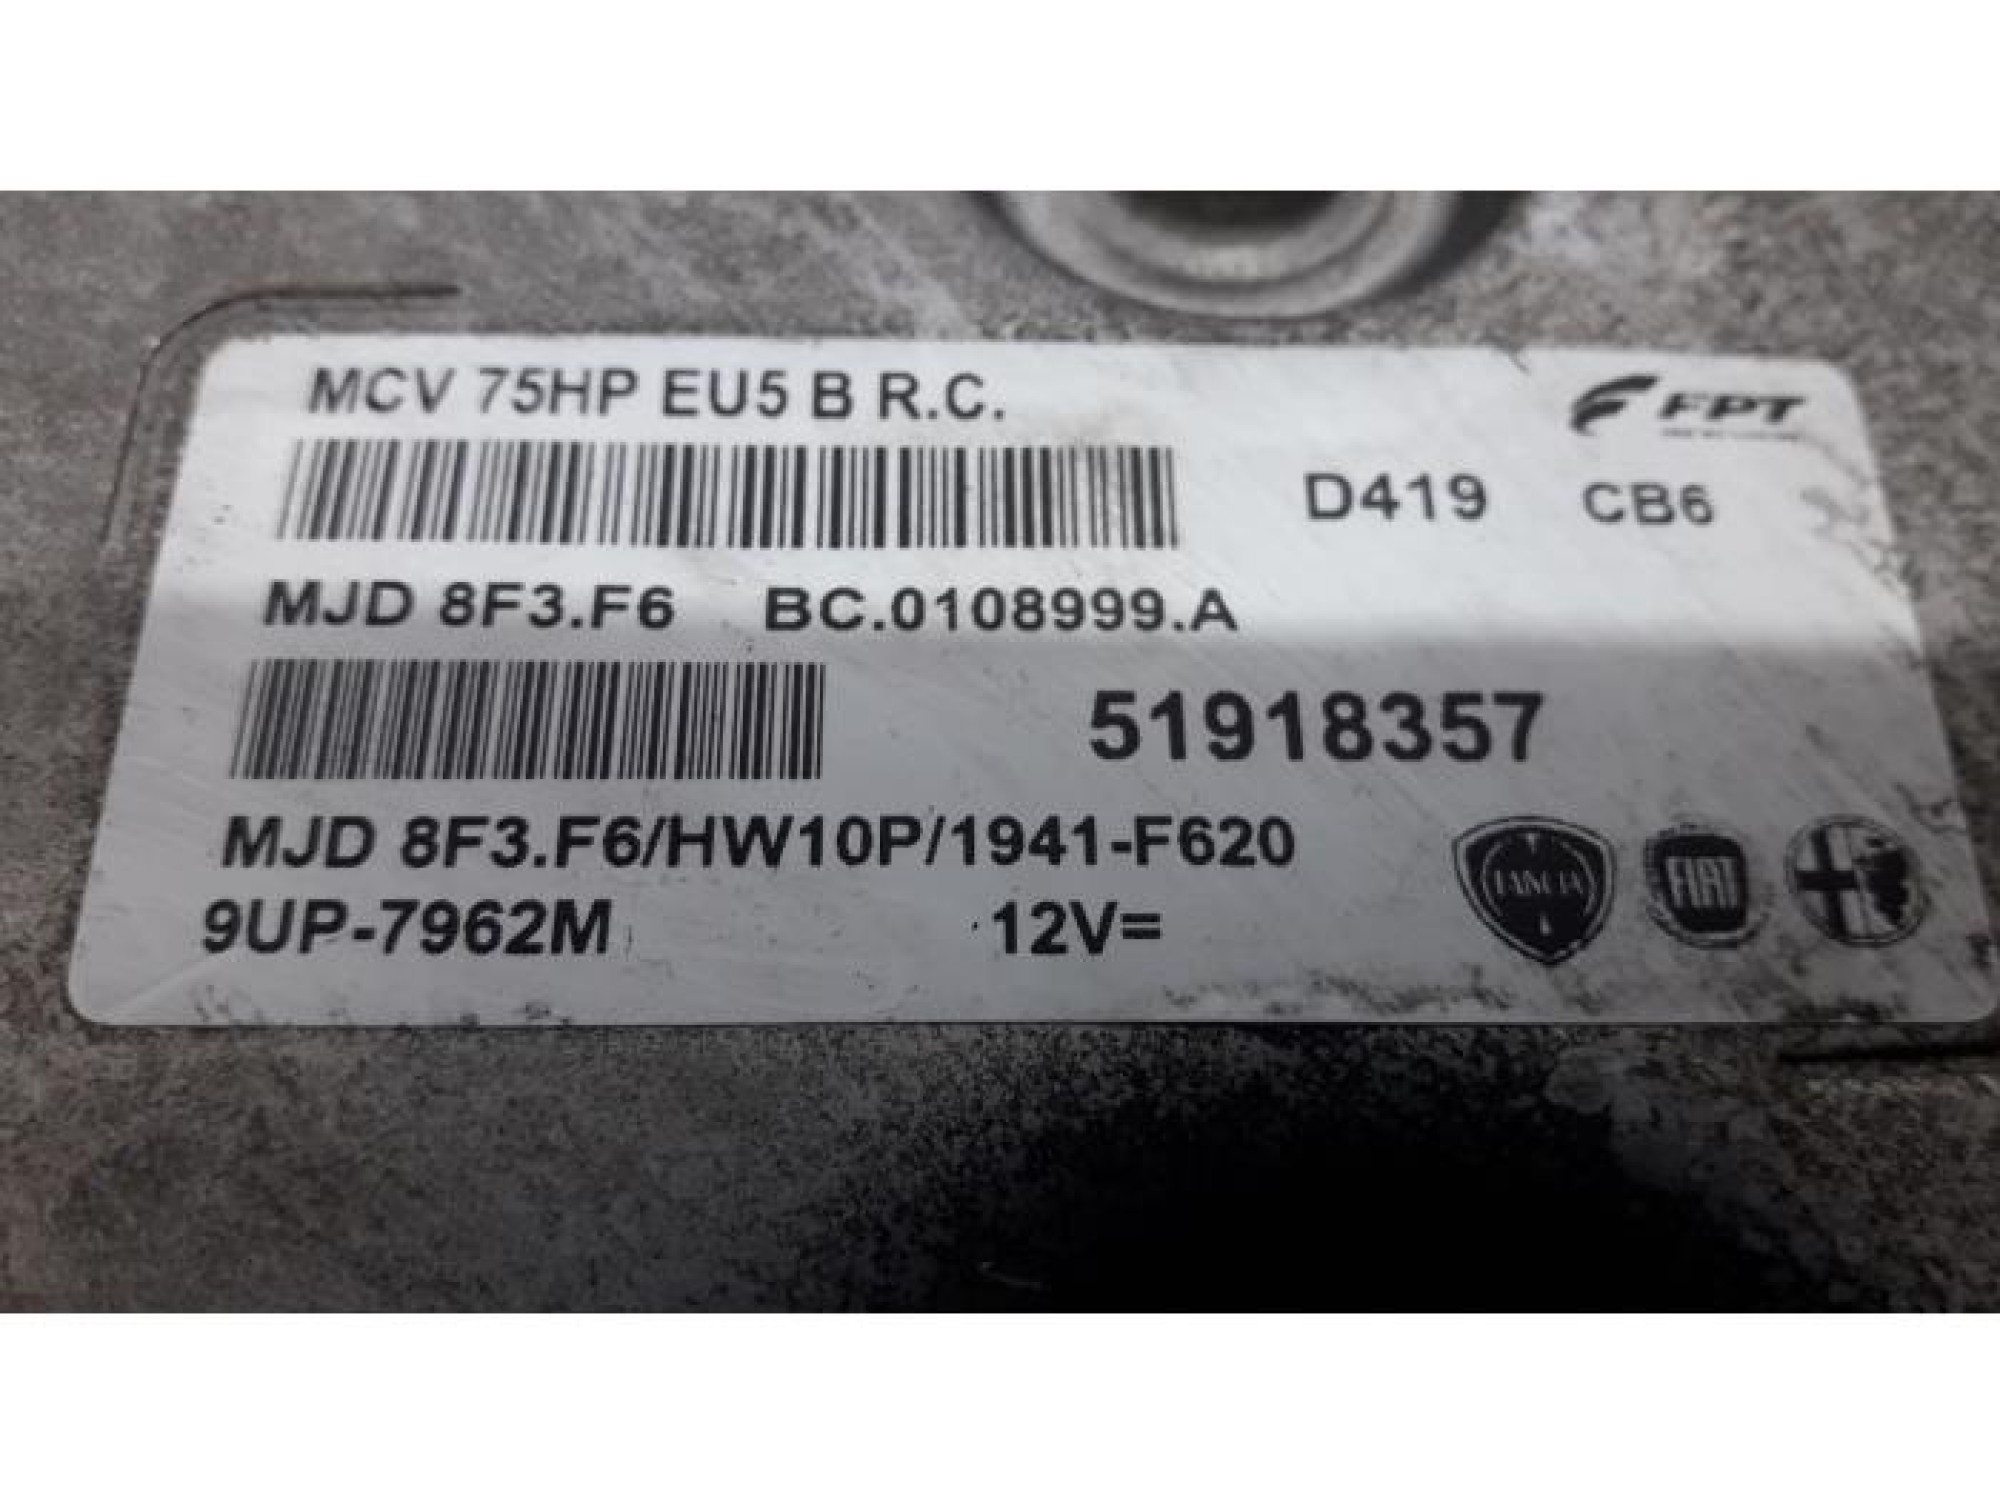 MCV 75HP EU5 B R.C.
FPT
D419 CB6
MJD 8F3.F6 BC.0108999.A
51918357
MJD 8F3.F6/HW10P/1941-F620
LANCIA FIAT
9UP-7962M 12V=